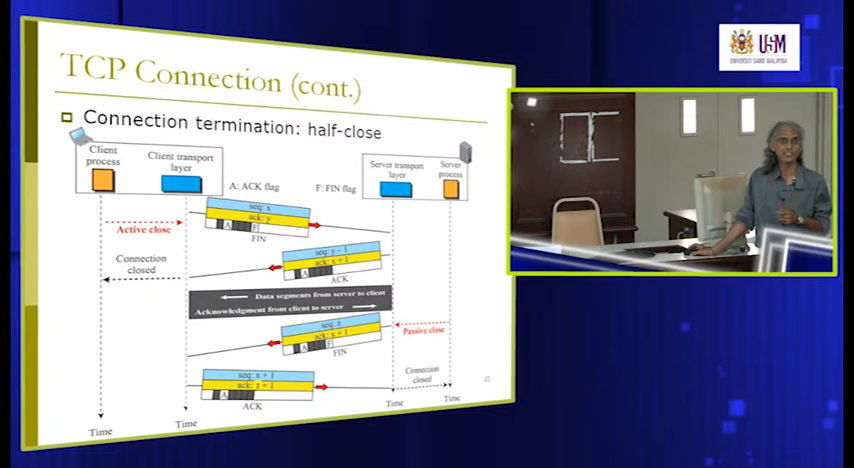 USM
UNIVERSITI SAINS MALAYSIA
TCP Connection (cont.)
Connection termination: half-close
Client process
Client transport layer
Server transport layer
Server process
A: ACK flag
F: FIN flag
seq: x
ack: y
A
F
FIN
Active close
seq: y – 1
ack: x + 1
A
ACK
Connection closed
Data segments from server to client
Acknowledgment from client to server
seq: z
ack: x + 1
A
F
FIN
Passive close
seq: x + 1
ack: z + 1
A
ACK
Connection closed
Time
Time
Time
Time